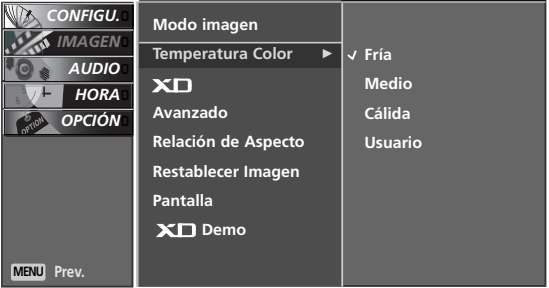 CONFIGU.
IMAGEN
AUDIO
HORA
OPCIÓN
OPTION
MENU Prev.
Modo imagen
Temperatura Color ►
XD
Avanzado
Relación de Aspecto
Restablecer Imagen
Pantalla
XD Demo
✓ Fría
Medio
Cálida
Usuario